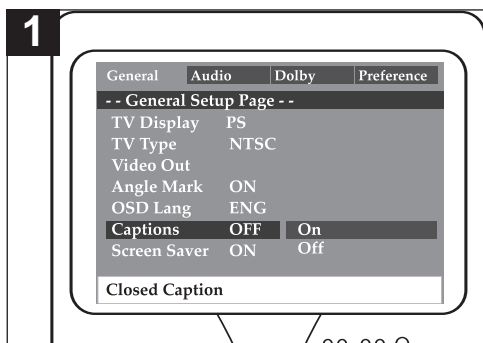 1
General Audio Dolby Preference
- - General Setup Page - -
TV Display PS
TV Type NTSC
Video Out
Angle Mark ON
OSD Lang ENG
Captions OFF On
Screen Saver ON Off
Closed Caption